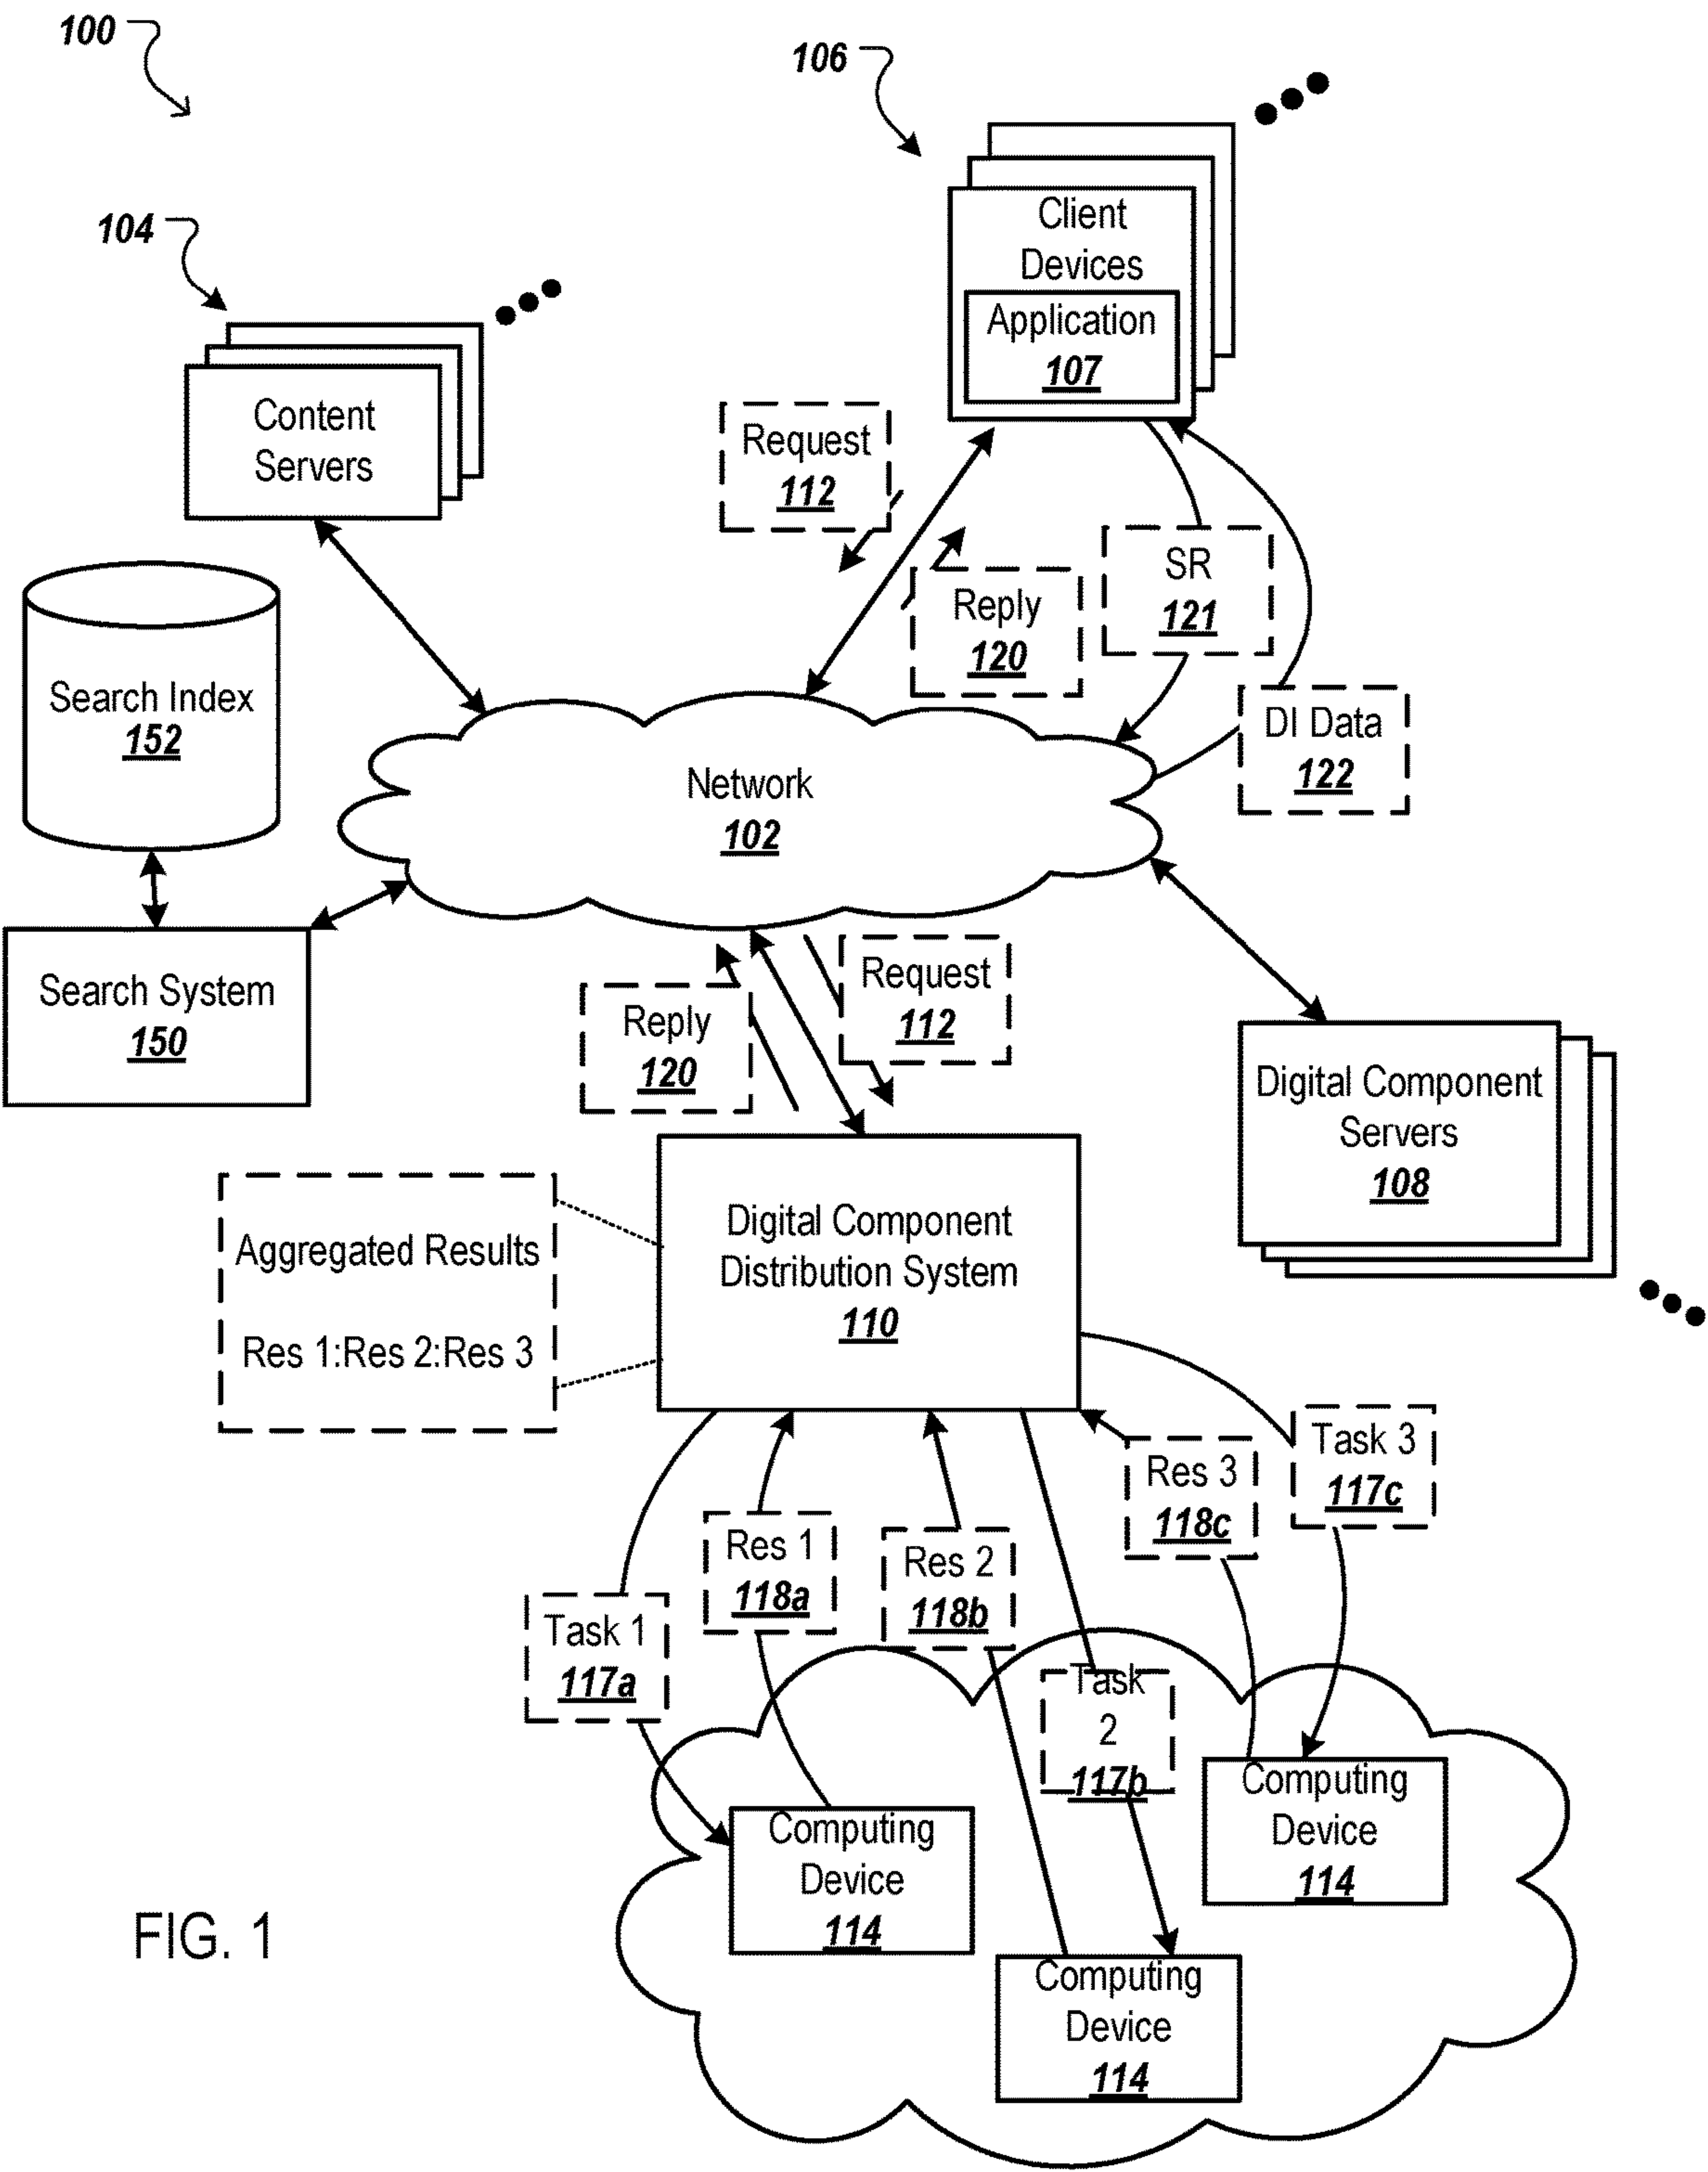 100
106
104
Client
Devices
Application
107
Content
Servers
Request
112
SR
121
Reply
120
Search Index
152
DI Data
122
Network
102
Search System
150
Reply
120
Request
112
Digital Component
Servers
108
Digital Component
Distribution System
110
Aggregated Results
Res 1:Res 2:Res 3
Task 3
117c
Res 3
118c
Res 1
118a
Res 2
118b
Task 1
117a
Task
2
117b
Computing
Device
114
Computing
Device
114
Computing
Device
114
FIG. 1